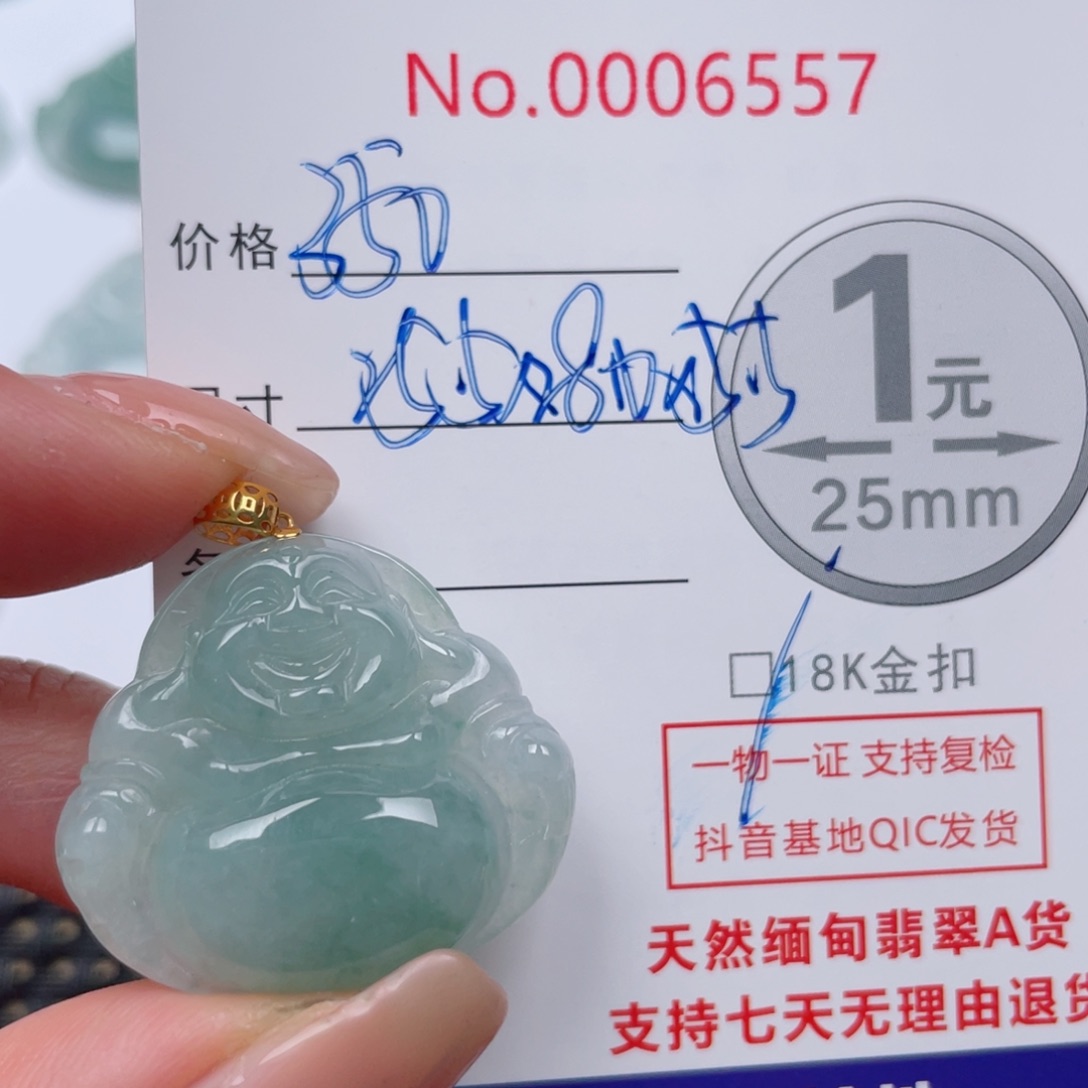 No.0006557
价格
寸
1元
25mm
18K金扣
一物一证 支持复检
抖音基地QIC发货
天然缅甸翡翠A货
支持七天无理由退货